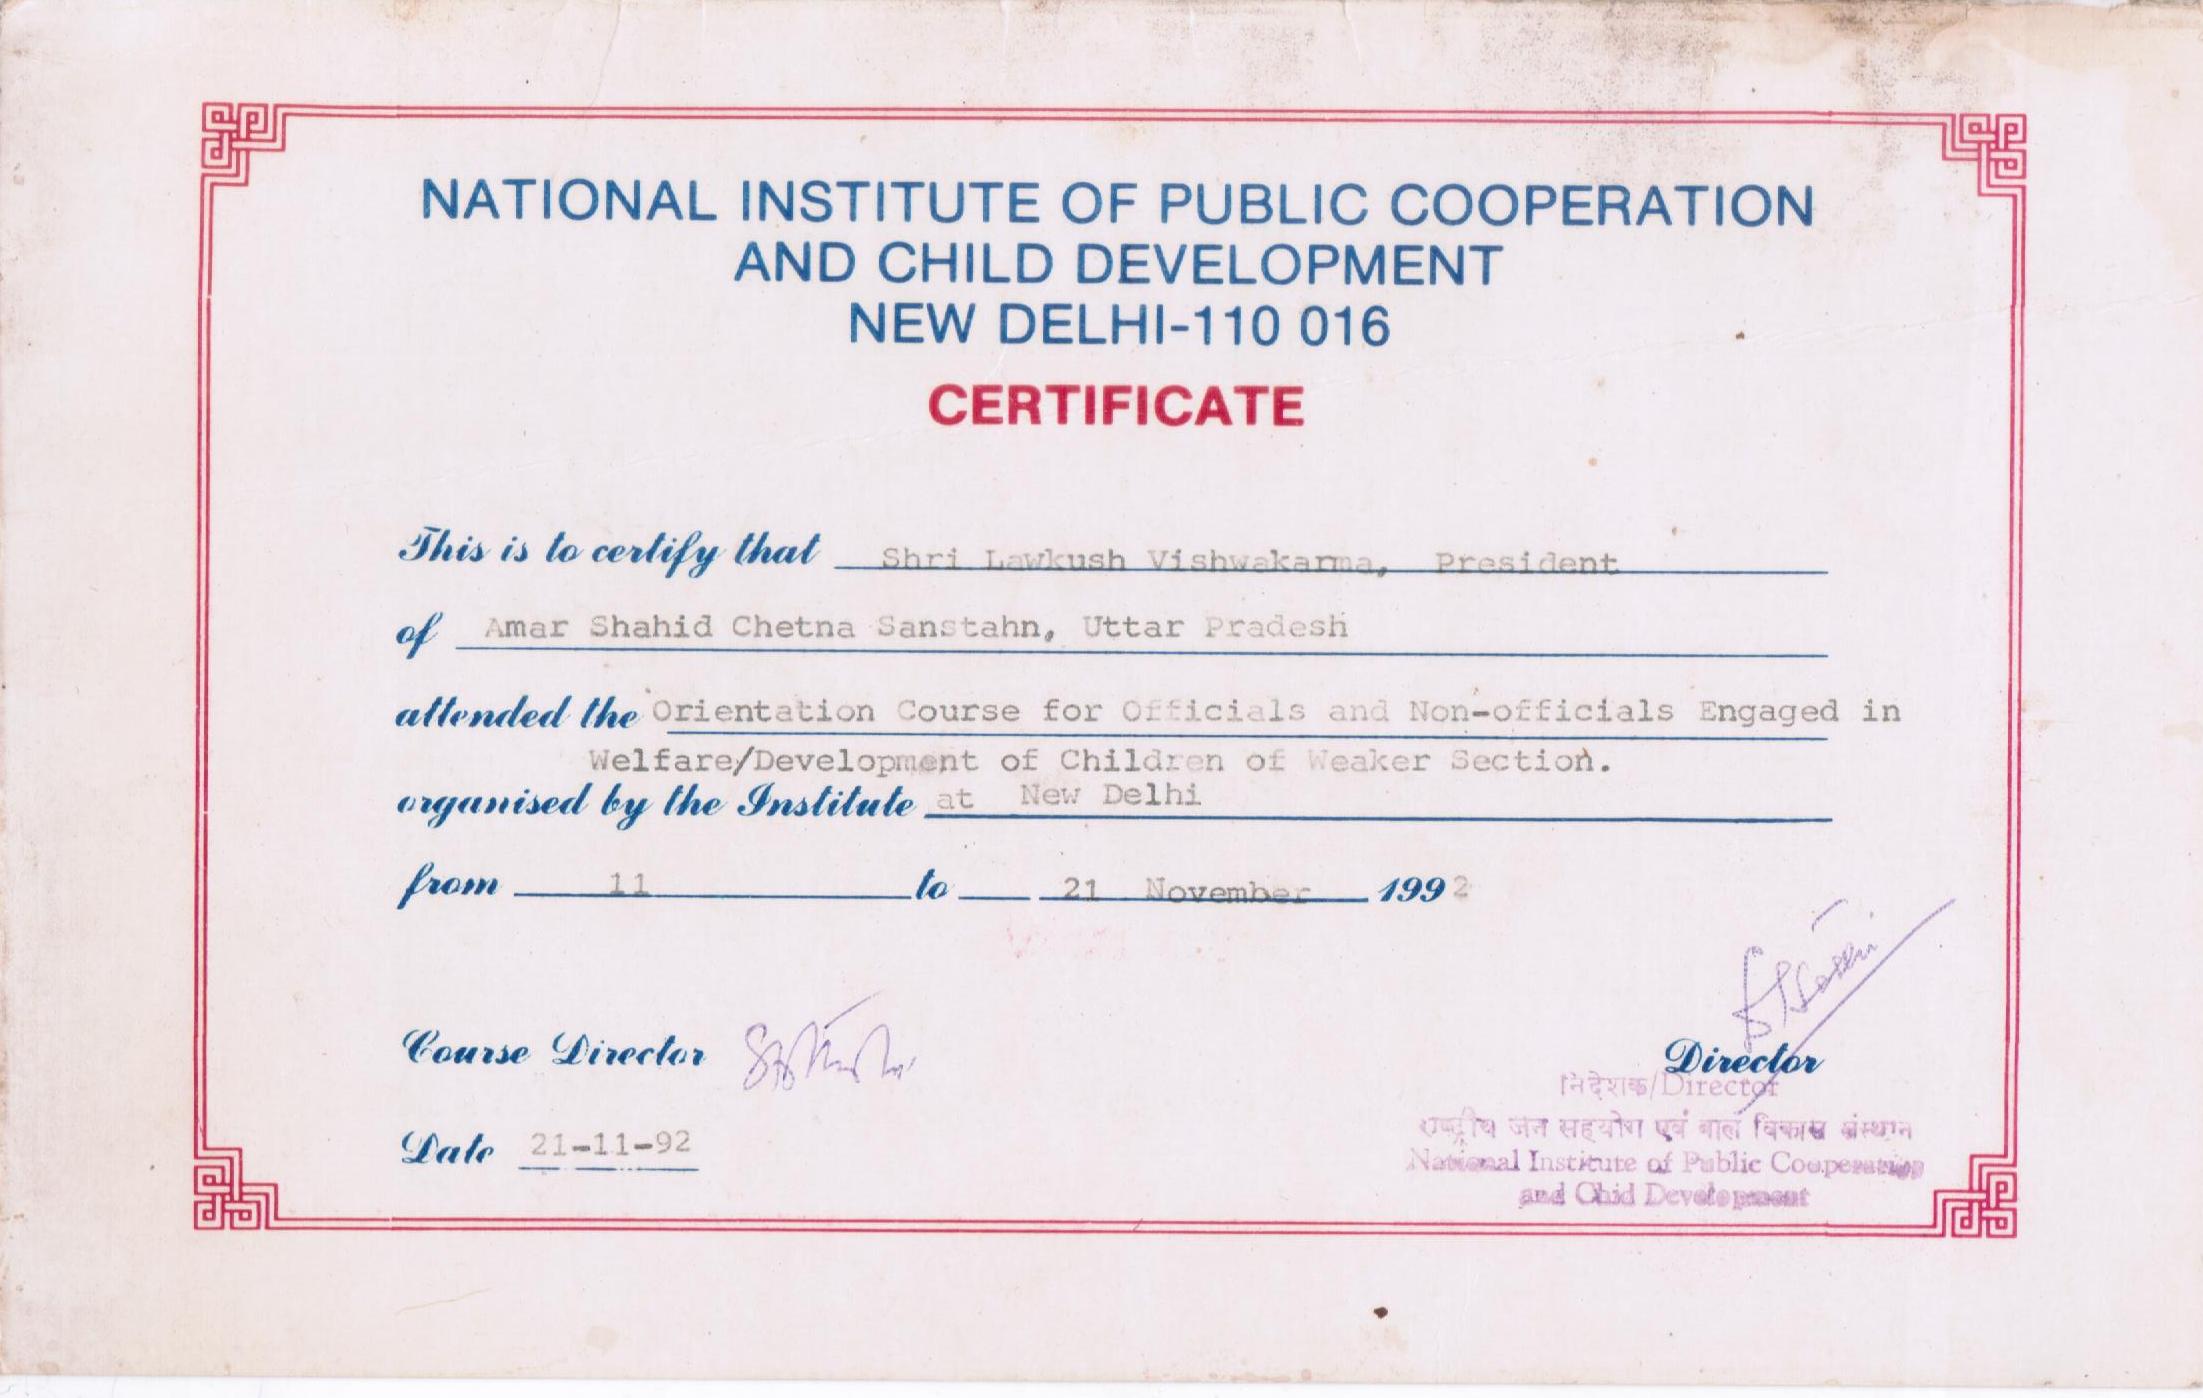 NATIONAL INSTITUTE OF PUBLIC COOPERATION
AND CHILD DEVELOPMENT
NEW DELHI-110 016
CERTIFICATE
This is to certify that Shri Lawkush Vishwakarma, President
of Amar Shahid Chetna Sanstahn, Uttar Pradesh
attended the Orientation Course for Officials and Non-officials Engaged in
Welfare/Development of Children of Weaker Section.
organised by the Institute at New Delhi
from 11 to 21 November 1992
Course Director
Director
निदेशक/Director
राष्ट्रीय जन सहयोग एवं बाल विकास संस्थान
National Institute of Public Cooperation
and Chid Development
Date 21-11-92